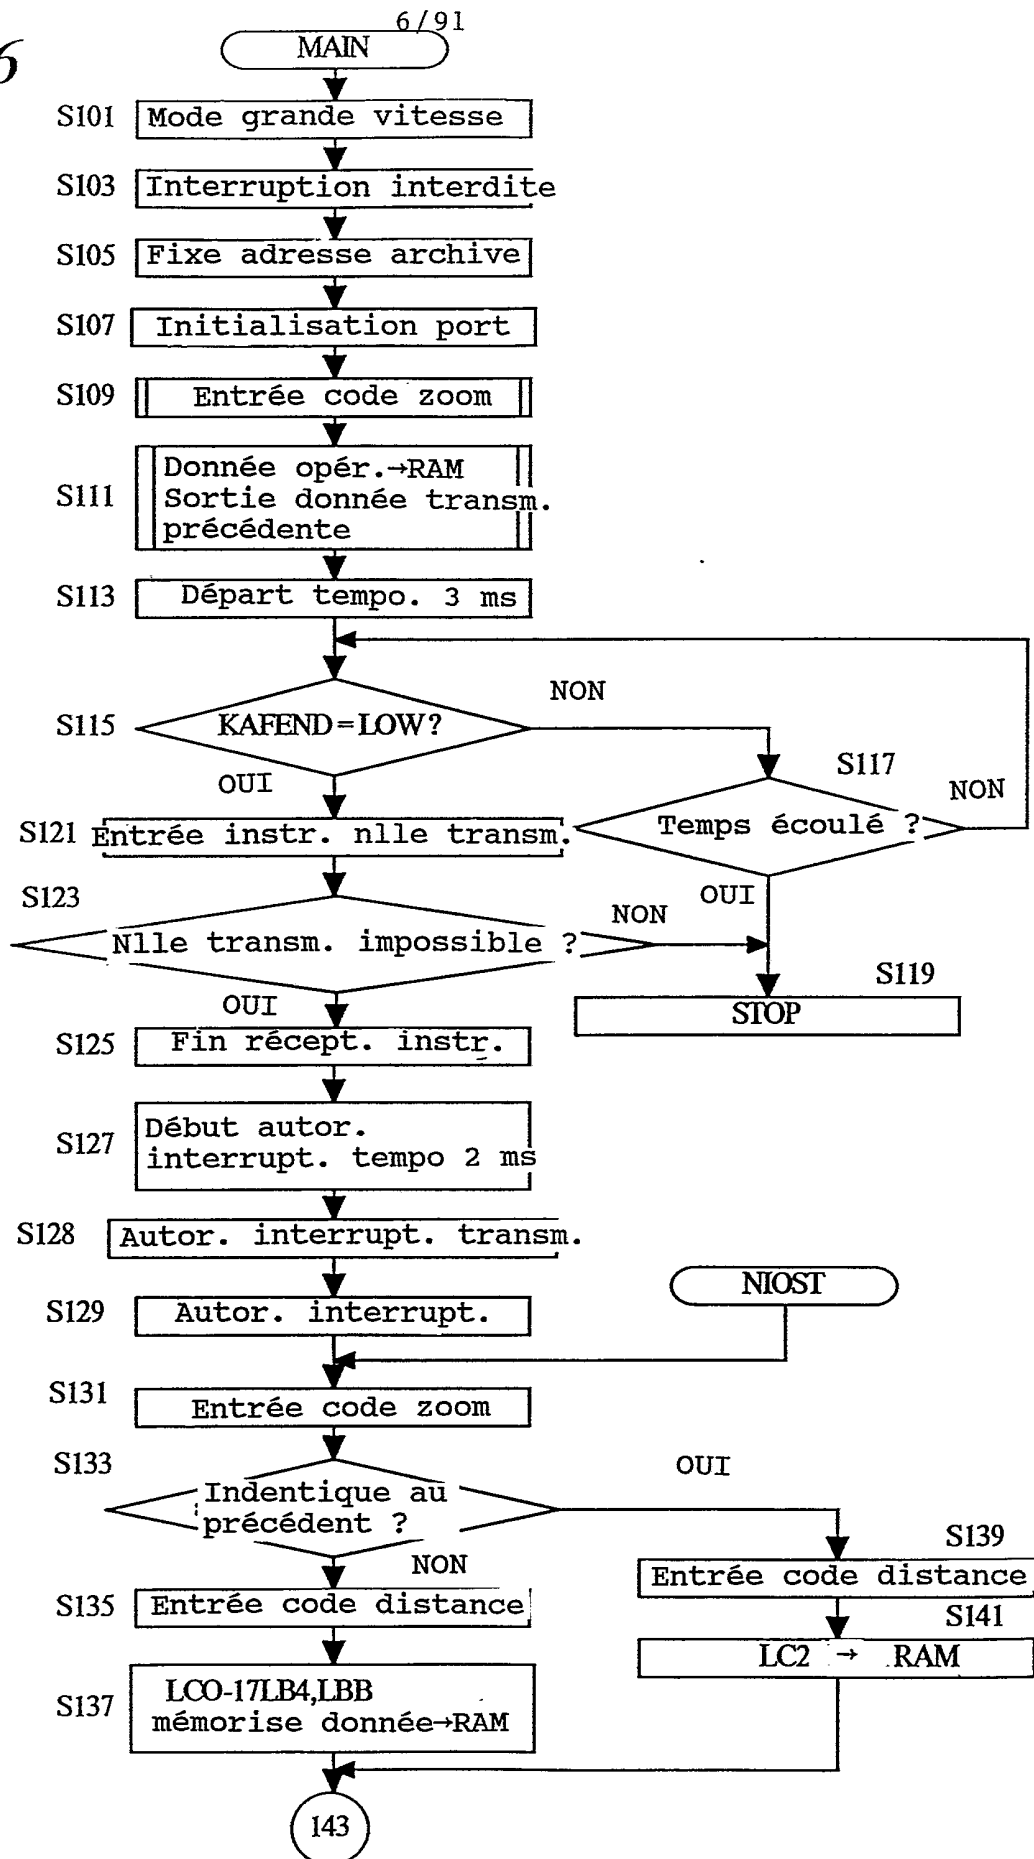 6/91
6
MAIN
S101 Mode grande vitesse
S103 Interruption interdite
S105 Fixe adresse archive
S107 Initialisation port
S109 Entrée code zoom
S111 Donnée opér.→RAM
Sortie donnée transm.
précédente
S113 Départ tempo. 3 ms
S115 KAFEND=LOW?
NON
OUI
S117
Temps écoulé ?
NON
OUI
S121 Entrée instr. nlle transm.
S123
Nlle transm. impossible ?
NON
OUI
S119
STOP
S125 Fin récept. instr.
S127 Début autor.
interrupt. tempo 2 ms
S128 Autor. interrupt. transm.
S129 Autor. interrupt.
NIOST
S131 Entrée code zoom
S133
Indentique au
précédent ?
OUI
NON
S135 Entrée code distance
S139
Entrée code distance
S141
LC2 → RAM
S137 LCO-17LB4,LBB
mémorise donnée→RAM
143